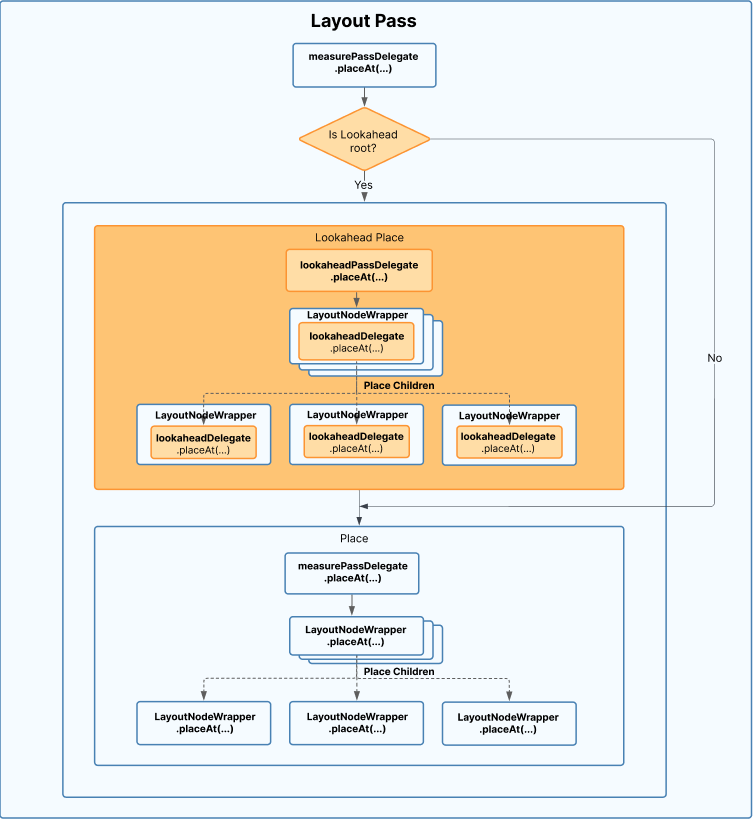 Layout Pass
measurePassDelegate
.placeAt(...)
Is Lookahead
root?
Yes
No
Lookahead Place
lookaheadPassDelegate
.placeAt(...)
LayoutNodeWrapper
lookaheadDelegate
.placeAt(...)
Place Children
LayoutNodeWrapper
lookaheadDelegate
.placeAt(...)
LayoutNodeWrapper
lookaheadDelegate
.placeAt(...)
LayoutNodeWrapper
lookaheadDelegate
.placeAt(...)
Place
measurePassDelegate
.placeAt(...)
LayoutNodeWrapper
.placeAt(...)
Place Children
LayoutNodeWrapper
.placeAt(...)
LayoutNodeWrapper
.placeAt(...)
LayoutNodeWrapper
.placeAt(...)